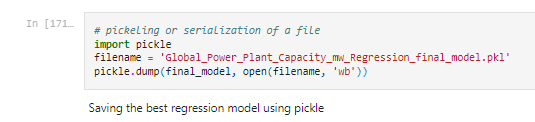 In [171...
# pickeling or serialization of a file
import pickle
filename = 'Global_Power_Plant_Capacity_mw_Regression_final_model.pkl'
pickle.dump(final_model, open(filename, 'wb'))
Saving the best regression model using pickle